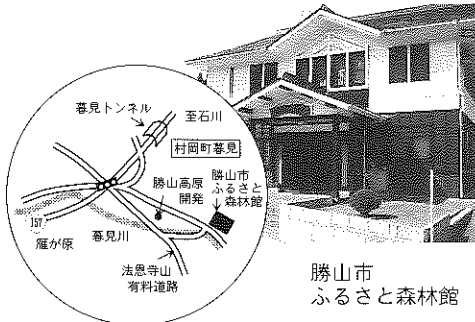 暮見トンネル
至石川
村岡町暮見
勝山高原
開発
勝山市
ふるさと
森林館
157
雁が原
暮見川
法恩寺山
有料道路
勝山市
ふるさと森林館